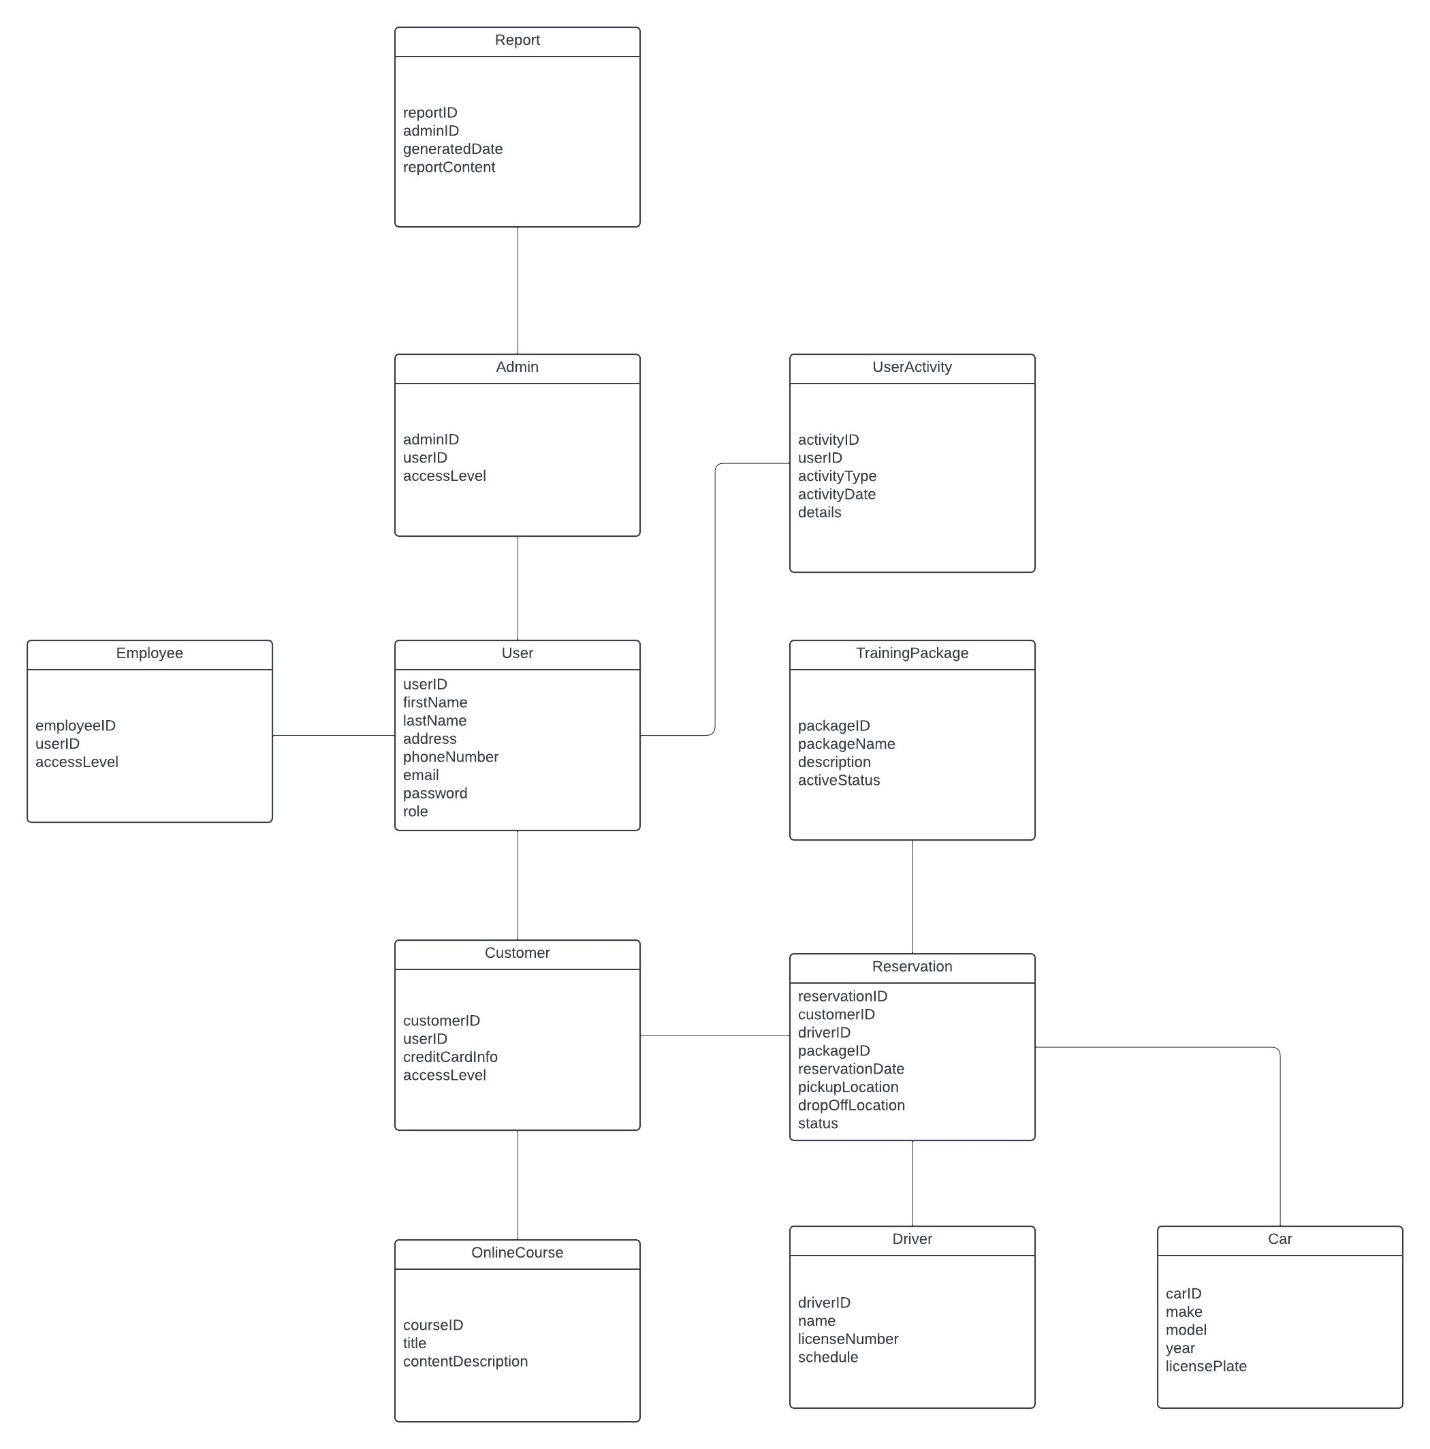 Report
reportID
adminID
generatedDate
reportContent
Admin
adminID
userID
accessLevel
UserActivity
activityID
userID
activityType
activityDate
details
Employee
employeeID
userID
accessLevel
User
userID
firstName
lastName
address
phoneNumber
email
password
role
TrainingPackage
packageID
packageName
description
activeStatus
Customer
customerID
userID
creditCardInfo
accessLevel
Reservation
reservationID
customerID
driverID
packageID
reservationDate
pickupLocation
dropOffLocation
status
OnlineCourse
courseID
title
contentDescription
Driver
driverID
name
licenseNumber
schedule
Car
carID
make
model
year
licensePlate